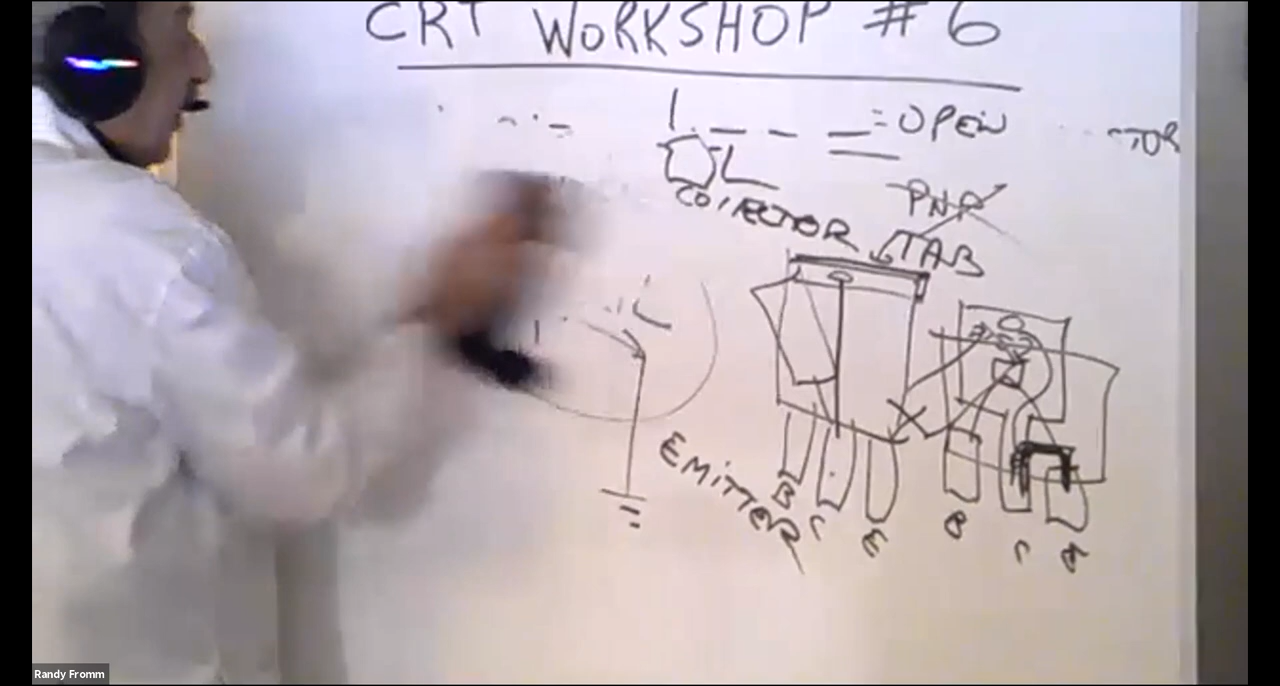 CRT WORKSHOP # 6
= OPEN
TOR
COLLECTOR
PNP
TAB
EMITTER
B C E
B C E
Randy Fromm